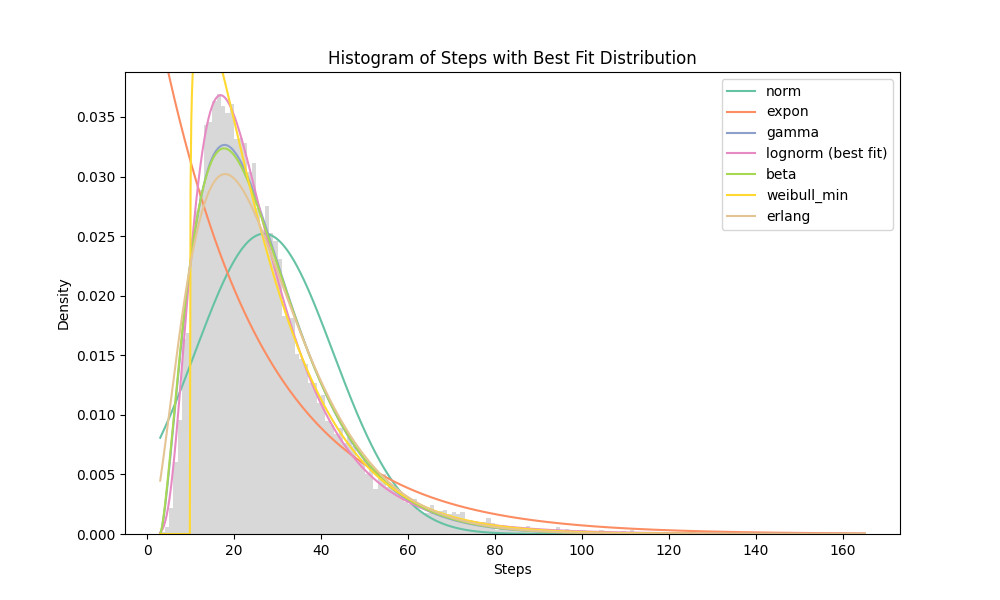 Histogram of Steps with Best Fit Distribution
norm
expon
gamma
lognorm (best fit)
beta
weibull_min
erlang
Density
0.035
0.030
0.025
0.020
0.015
0.010
0.005
0.000
0 20 40 60 80 100 120 140 160
Steps